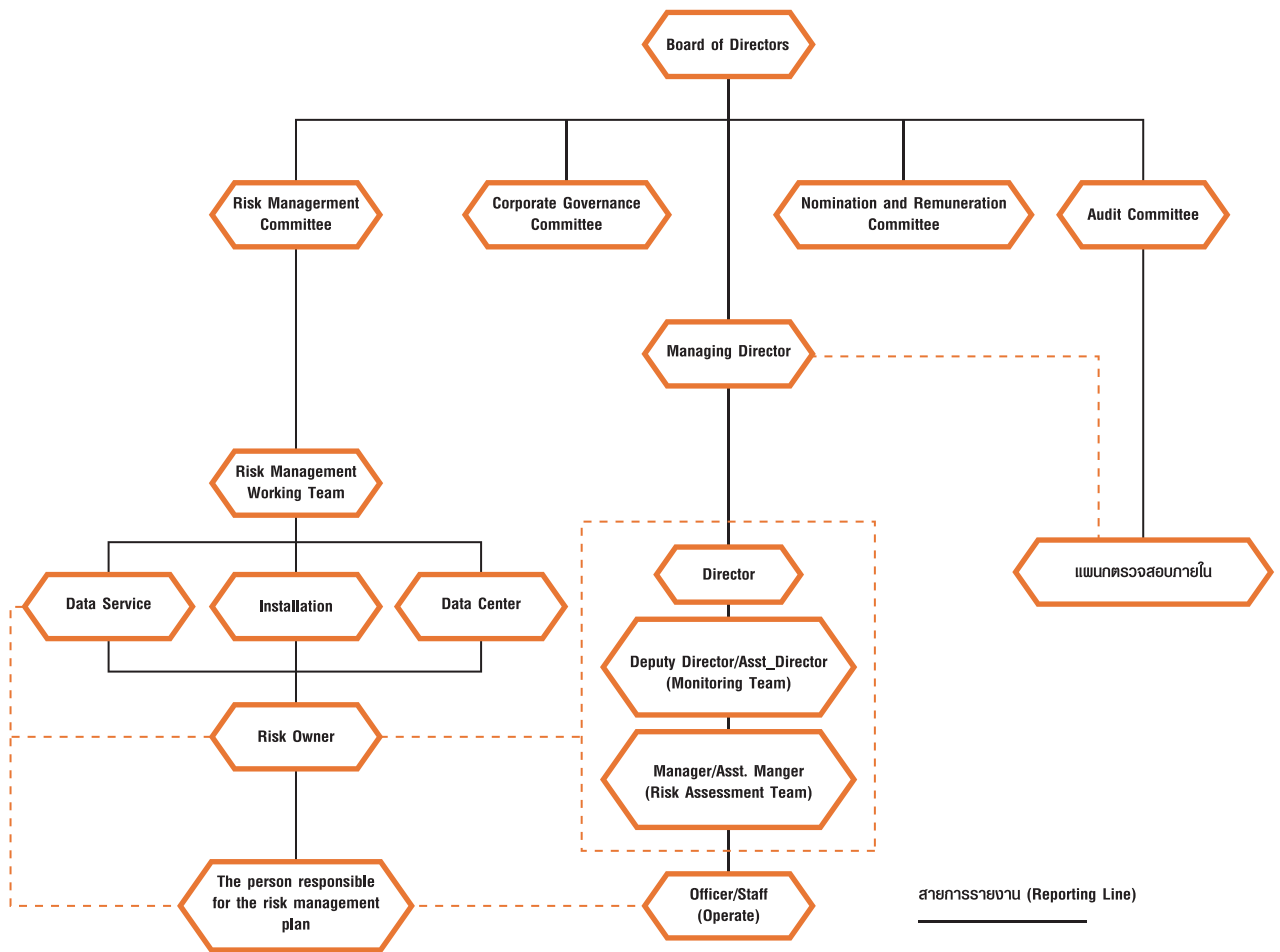 Board of Directors
Risk Managerment
Committee
Corporate Governance
Committee
Nomination and Remuneration
Committee
Audit Committee
Managing Director
Risk Management
Working Team
Director
แผนกตรวจสอบภายใน
Data Service
Installation
Data Center
Deputy Director/Asst_Director
(Monitoring Team)
Risk Owner
Manager/Asst. Manger
(Risk Assessment Team)
The person responsible
for the risk management
plan
Officer/Staff
(Operate)
สายการรายงาน (Reporting Line)